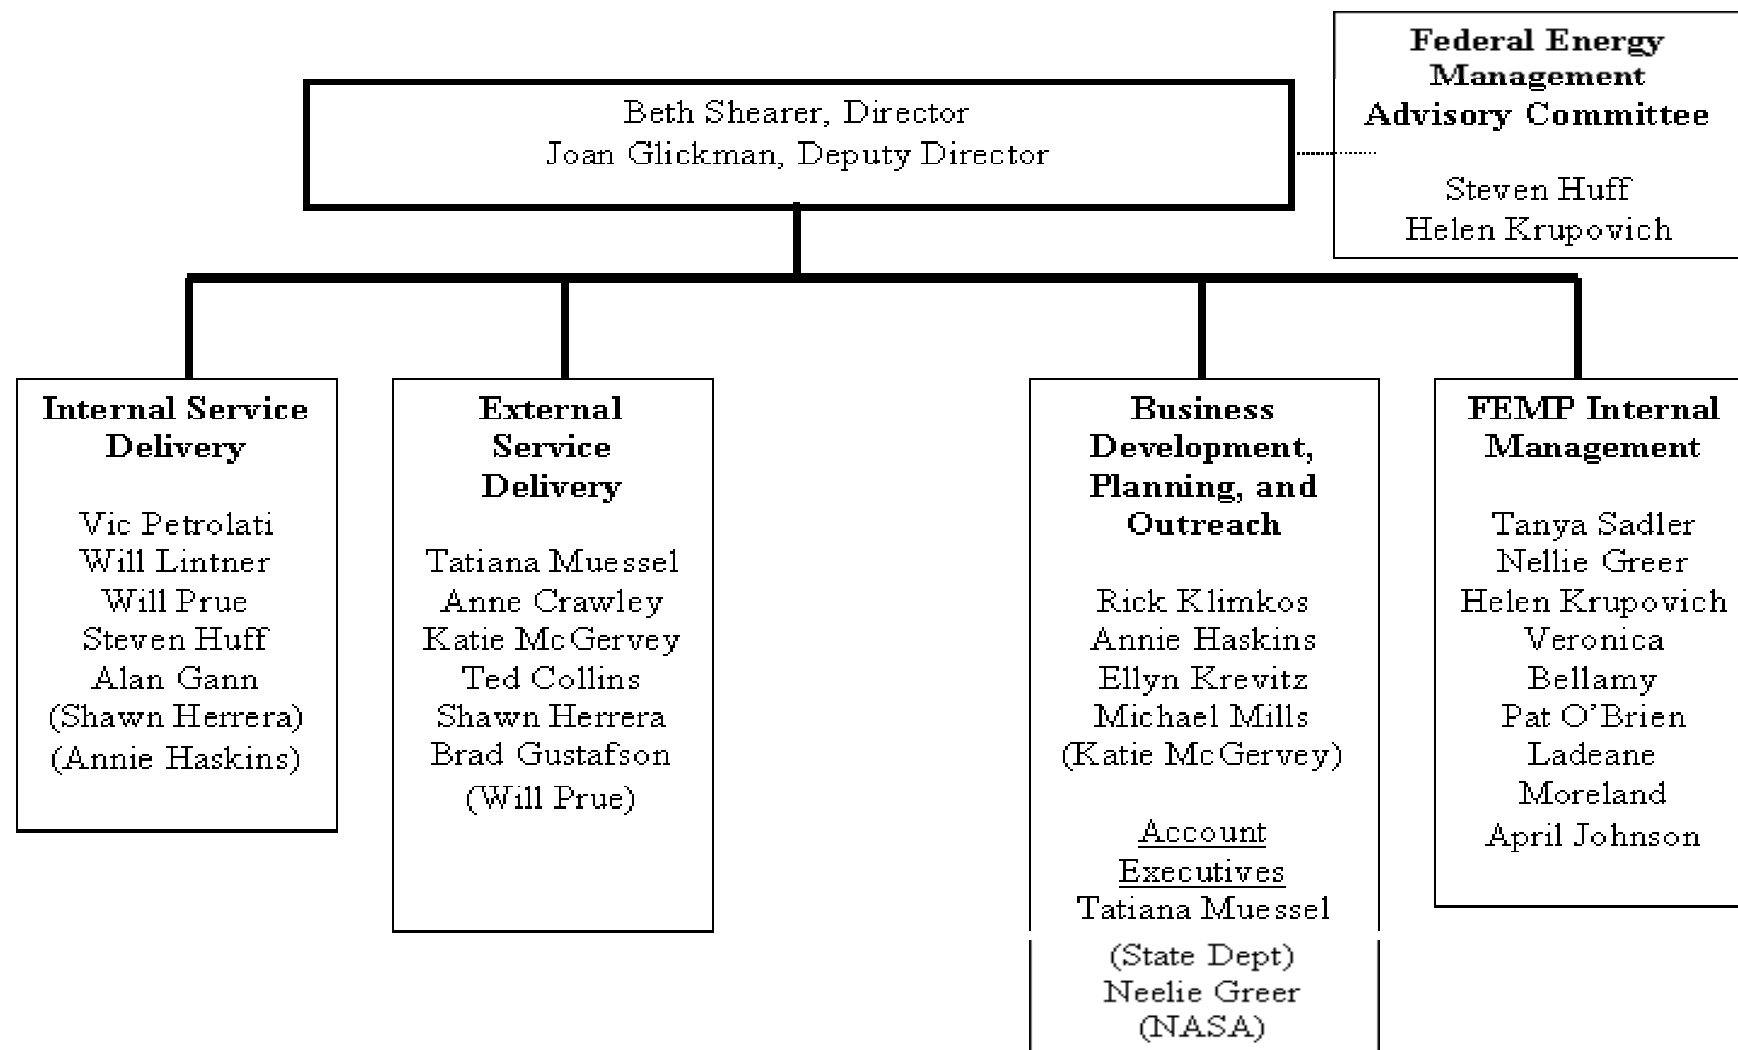 Federal Energy
Management
Advisory Committee
Steven Huff
Helen Krupovich
Beth Shearer, Director
Joan Glickman, Deputy Director
Internal Service
Delivery
Vic Petrolati
Will Lintner
Will Prue
Steven Huff
Alan Gann
(Shawn Herrera)
(Annie Haskins)
External
Service
Delivery
Tatiana Muessel
Anne Crawley
Katie McGervey
Ted Collins
Shawn Herrera
Brad Gustafson
(Will Prue)
Business
Development,
Planning, and
Outreach
Rick Klimkos
Annie Haskins
Ellyn Krevitz
Michael Mills
(Katie McGervey)
Account
Executives
Tatiana Muessel
(State Dept)
Neelie Greer
(NASA)
FEMP Internal
Management
Tanya Sadler
Nellie Greer
Helen Krupovich
Veronica
Bellamy
Pat O'Brien
Ladeane
Moreland
April Johnson